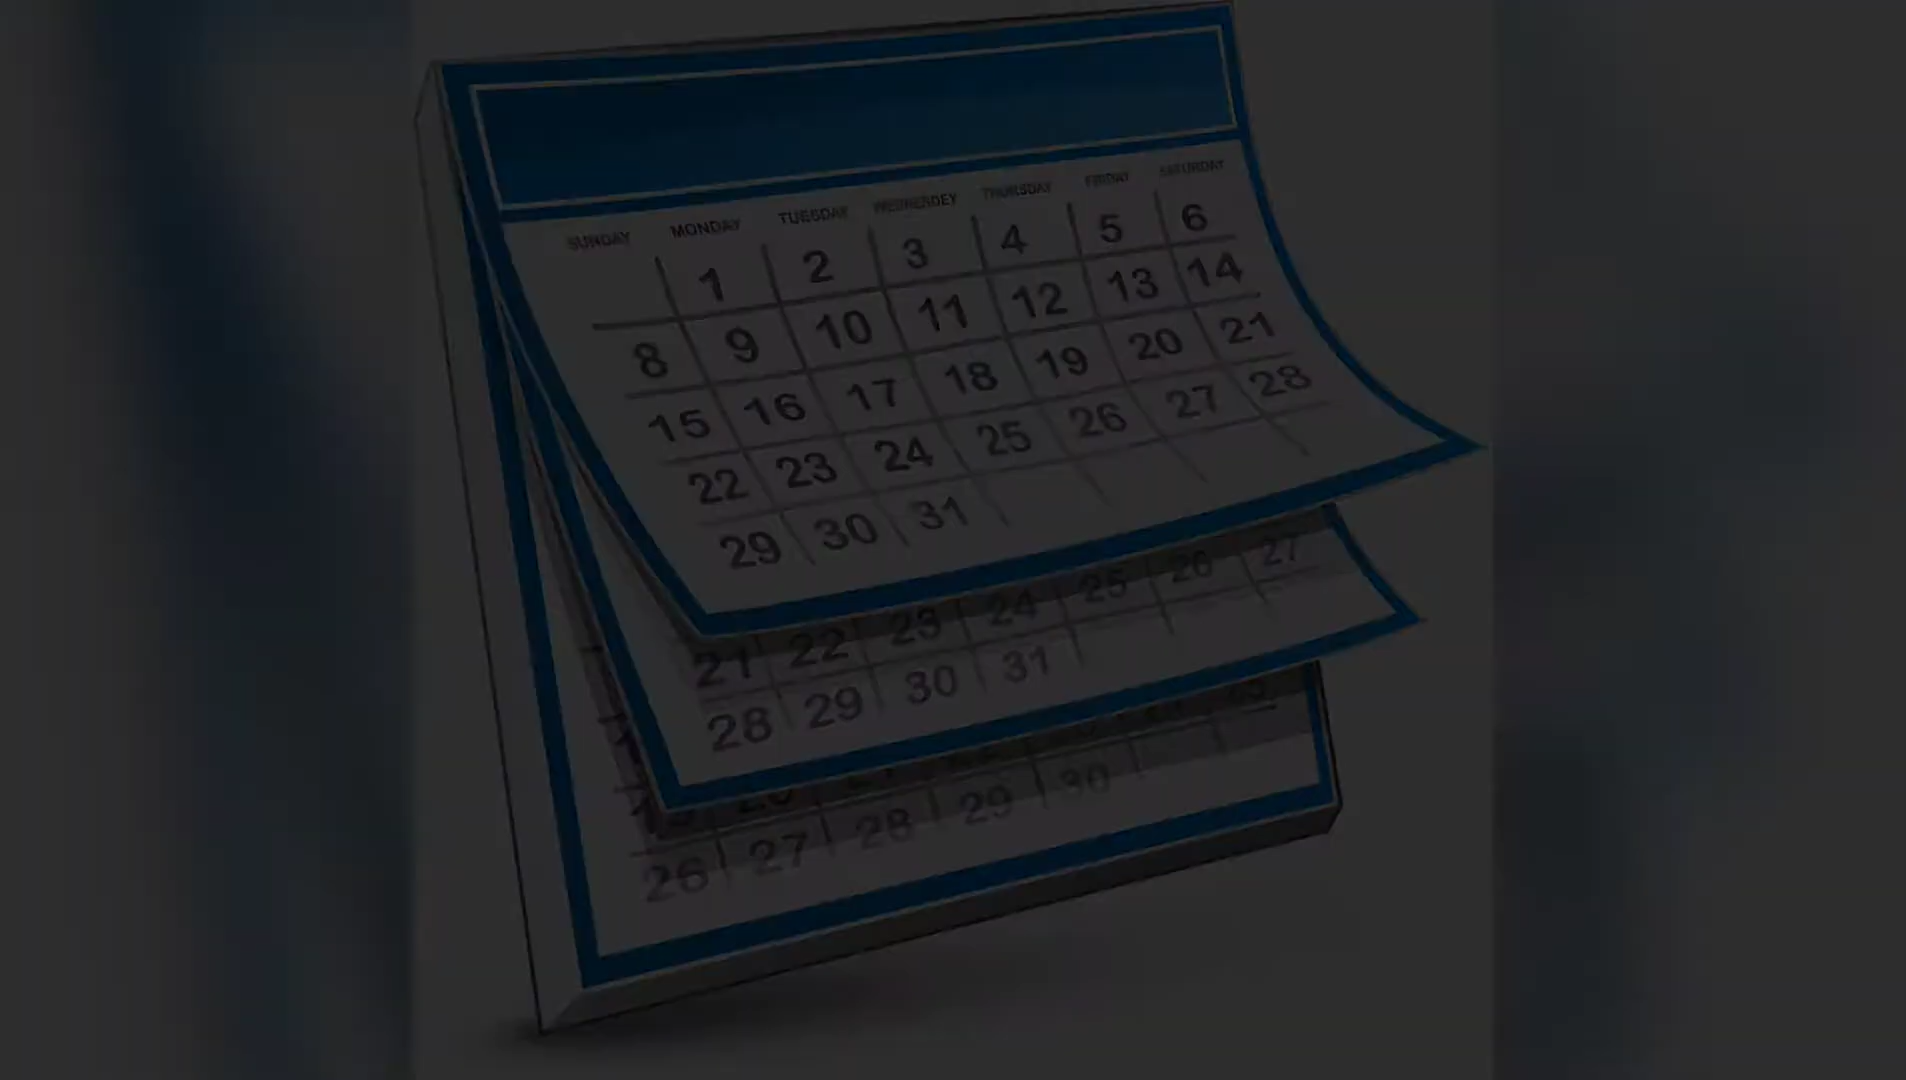 SUNDAY MONDAY TUESDAY WEDNESDEY THURSDAY FRIDAY SATURDAY
1 2 3 4 5 6
8 9 10 11 12 13 14
15 16 17 18 19 20 21
22 23 24 25 26 27 28
29 30 31
21 22 23 24 25 26 27
28 29 30 31
26 27 28 29 30